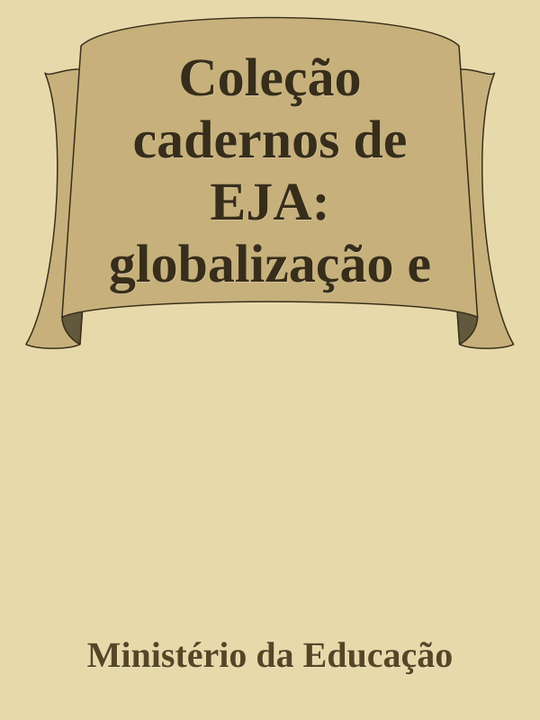 Coleção
cadernos de
EJA:
globalização e
Ministério da Educação